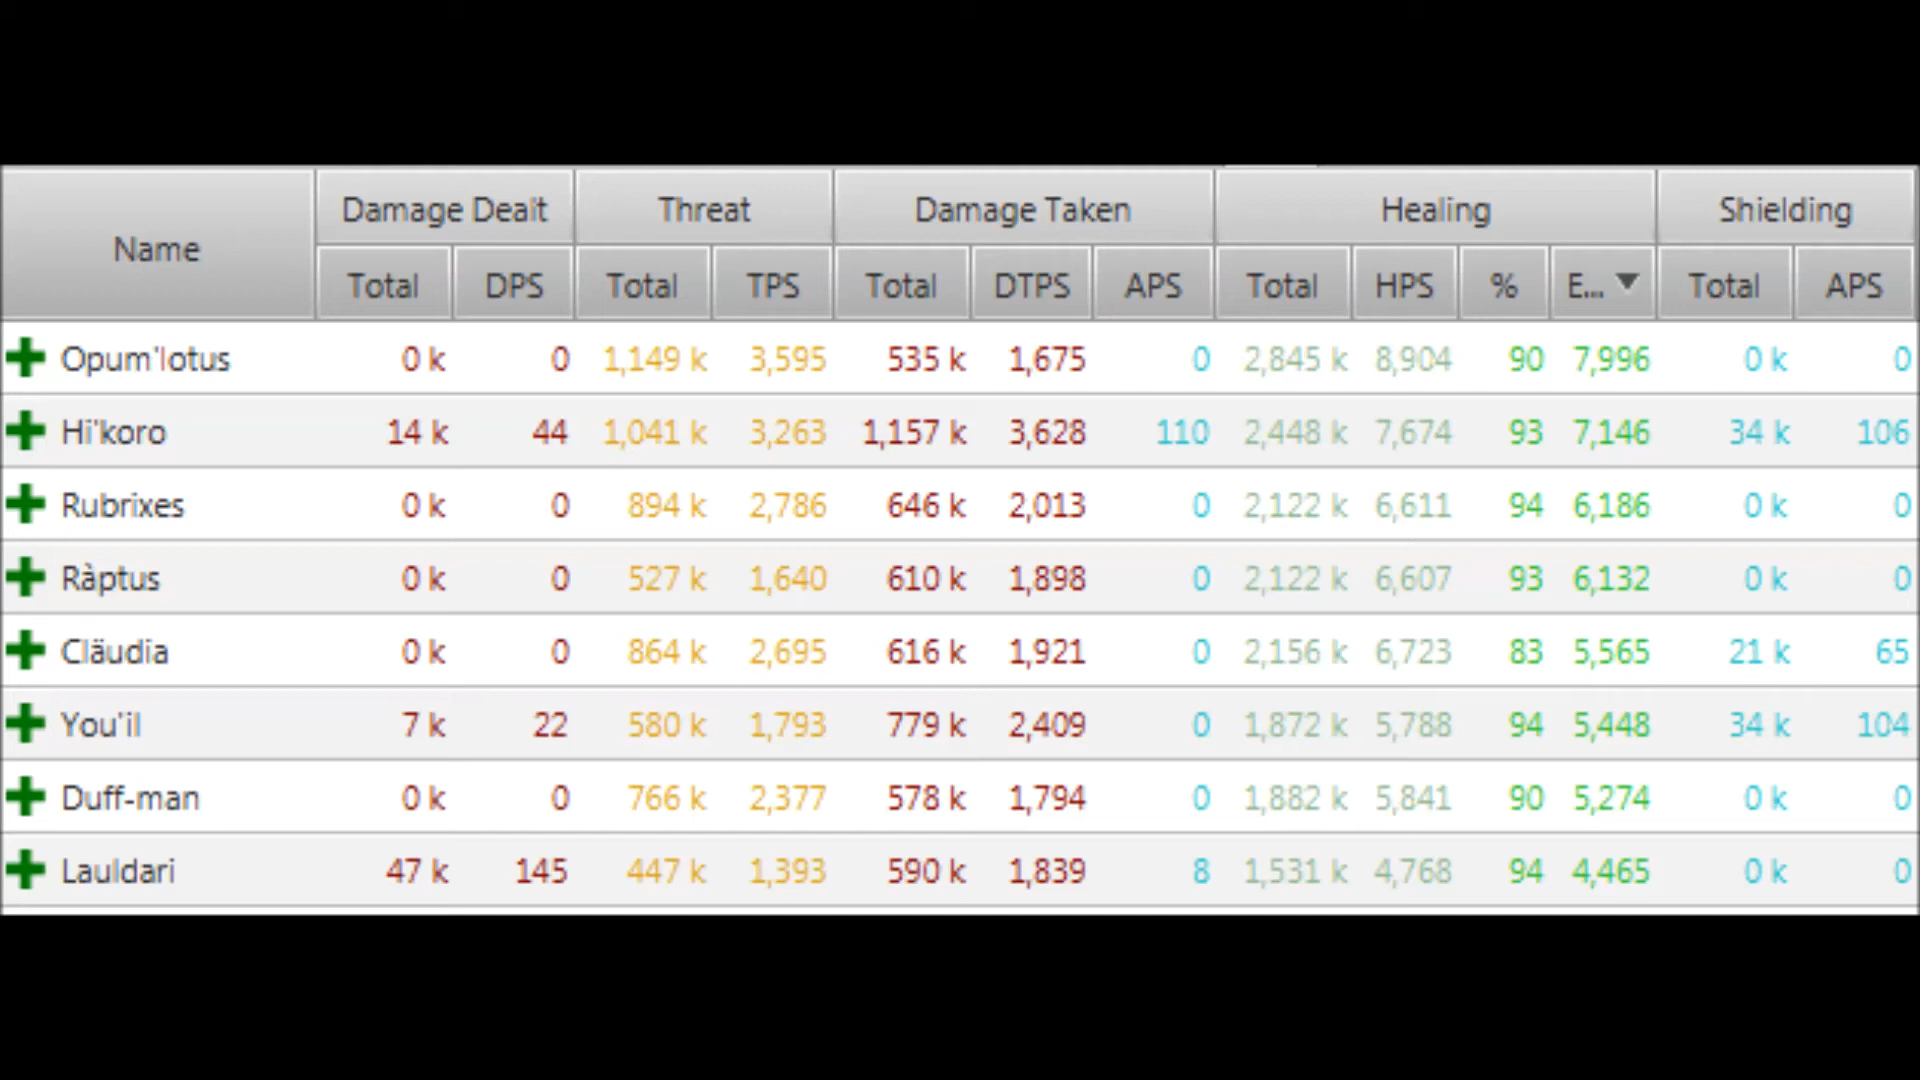 Name Damage Dealt Threat Damage Taken Healing Shielding
Total DPS Total TPS Total DTPS APS Total HPS % E... Total APS
Opum'lotus 0 k 0 1,149 k 3,595 535 k 1,675 0 2,845 k 8,904 90 7,996 0 k 0
Hi'koro 14 k 44 1,041 k 3,263 1,157 k 3,628 110 2,448 k 7,674 93 7,146 34 k 106
Rubrixes 0 k 0 894 k 2,786 646 k 2,013 0 2,122 k 6,611 94 6,186 0 k 0
Ràptus 0 k 0 527 k 1,640 610 k 1,898 0 2,122 k 6,607 93 6,132 0 k 0
Cläudia 0 k 0 864 k 2,695 616 k 1,921 0 2,156 k 6,723 83 5,565 21 k 65
You'il 7 k 22 580 k 1,793 779 k 2,409 0 1,872 k 5,788 94 5,448 34 k 104
Duff-man 0 k 0 766 k 2,377 578 k 1,794 0 1,882 k 5,841 90 5,274 0 k 0
Lauldari 47 k 145 447 k 1,393 590 k 1,839 8 1,531 k 4,768 94 4,465 0 k 0